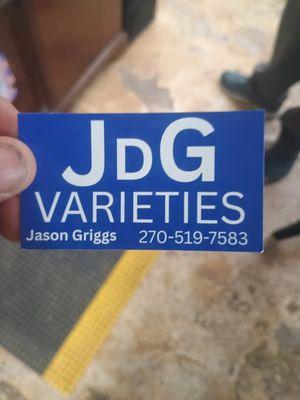 JDG
VARIETIES
Jason Griggs 270-519-7583